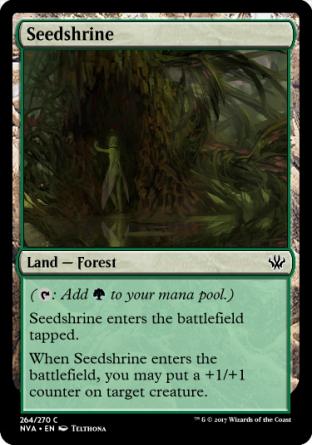 Seedshrine
Land — Forest
(: Add to your mana pool.)
Seedshrine enters the battlefield
tapped.
When Seedshrine enters the
battlefield, you may put a +1/+1
counter on target creature.
264/270 C
NVA • EN Telthona
™ & © 2017 Wizards of the Coast